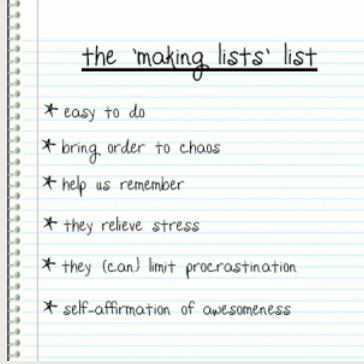 the 'making lists' list
* easy to do
* bring order to chaos
* help us remember
* they relieve stress
* they (can) limit procrastination
* self-affirmation of awesomeness